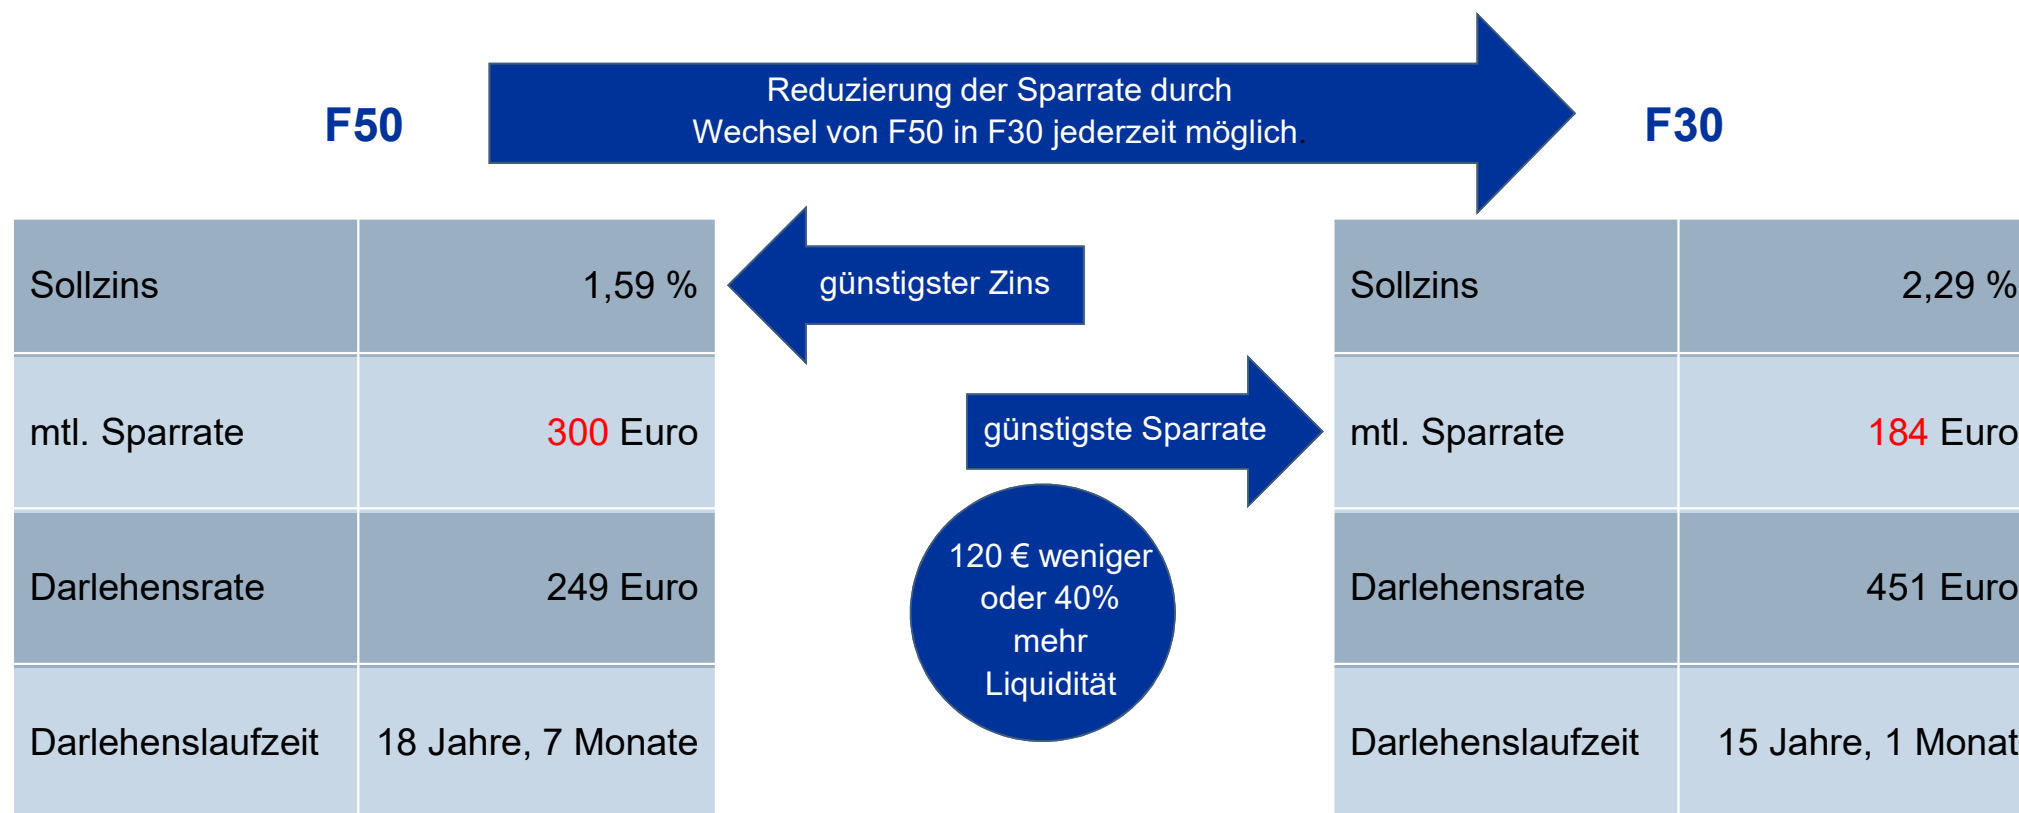 F50
Reduzierung der Sparrate durch
Wechsel von F50 in F30 jederzeit möglich.
F30
Sollzins 1,59 %
günstigster Zins
Sollzins 2,29 %
mtl. Sparrate 300 Euro
günstigste Sparrate
mtl. Sparrate 184 Euro
Darlehensrate 249 Euro
120 € weniger
oder 40%
mehr
Liquidität
Darlehensrate 451 Euro
Darlehenslaufzeit 18 Jahre, 7 Monate
Darlehenslaufzeit 15 Jahre, 1 Monat